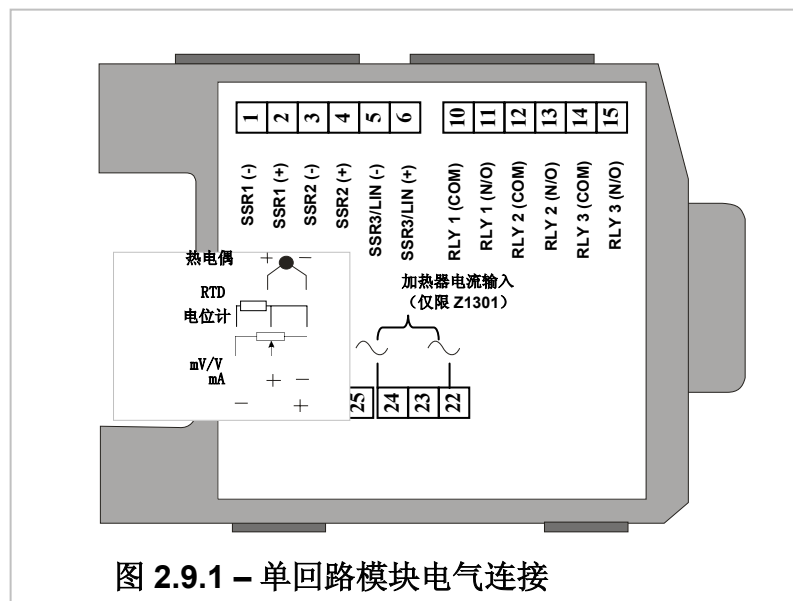 1 2 3 4 5 6 10 11 12 13 14 15
SSR1 (-)
SSR1 (+)
SSR2 (-)
SSR2 (+)
SSR3/LIN (-)
SSR3/LIN (+)
RLY 1 (COM)
RLY 1 (N/O)
RLY 2 (COM)
RLY 2 (N/O)
RLY 3 (COM)
RLY 3 (N/O)
热电偶 + −
RTD
电位计
mV/V
mA
+ −
− +
加热器电流输入
(仅限 Z1301)
25 24 23 22
图 2.9.1 – 单回路模块电气连接